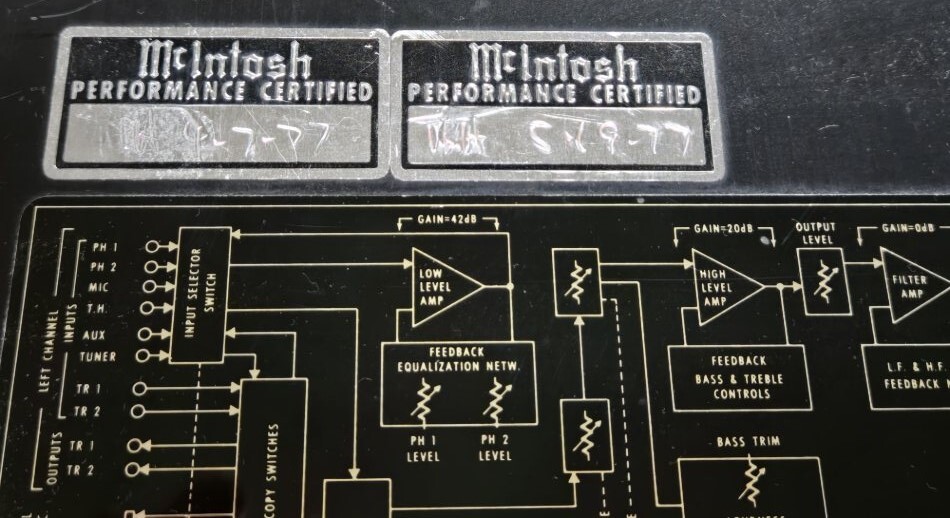 McIntosh
PERFORMANCE CERTIFIED
McIntosh
PERFORMANCE CERTIFIED
GAIN=42dB
GAIN=20dB
OUTPUT
LEVEL
GAIN=0dB
LEFT CHANNEL
INPUTS
PH 1
PH 2
MIC
T.H.
AUX
TUNER
TR 1
TR 2
OUTPUTS
TR 1
TR 2
INPUT SELECTOR
SWITCH
LOW
LEVEL
AMP
HIGH
LEVEL
AMP
FILTER
AMP
FEEDBACK
EQUALIZATION NETW.
PH 1
LEVEL
PH 2
LEVEL
FEEDBACK
BASS & TREBLE
CONTROLS
L.F. & H.F.
FEEDBACK
COPY SWITCHES
BASS TRIM